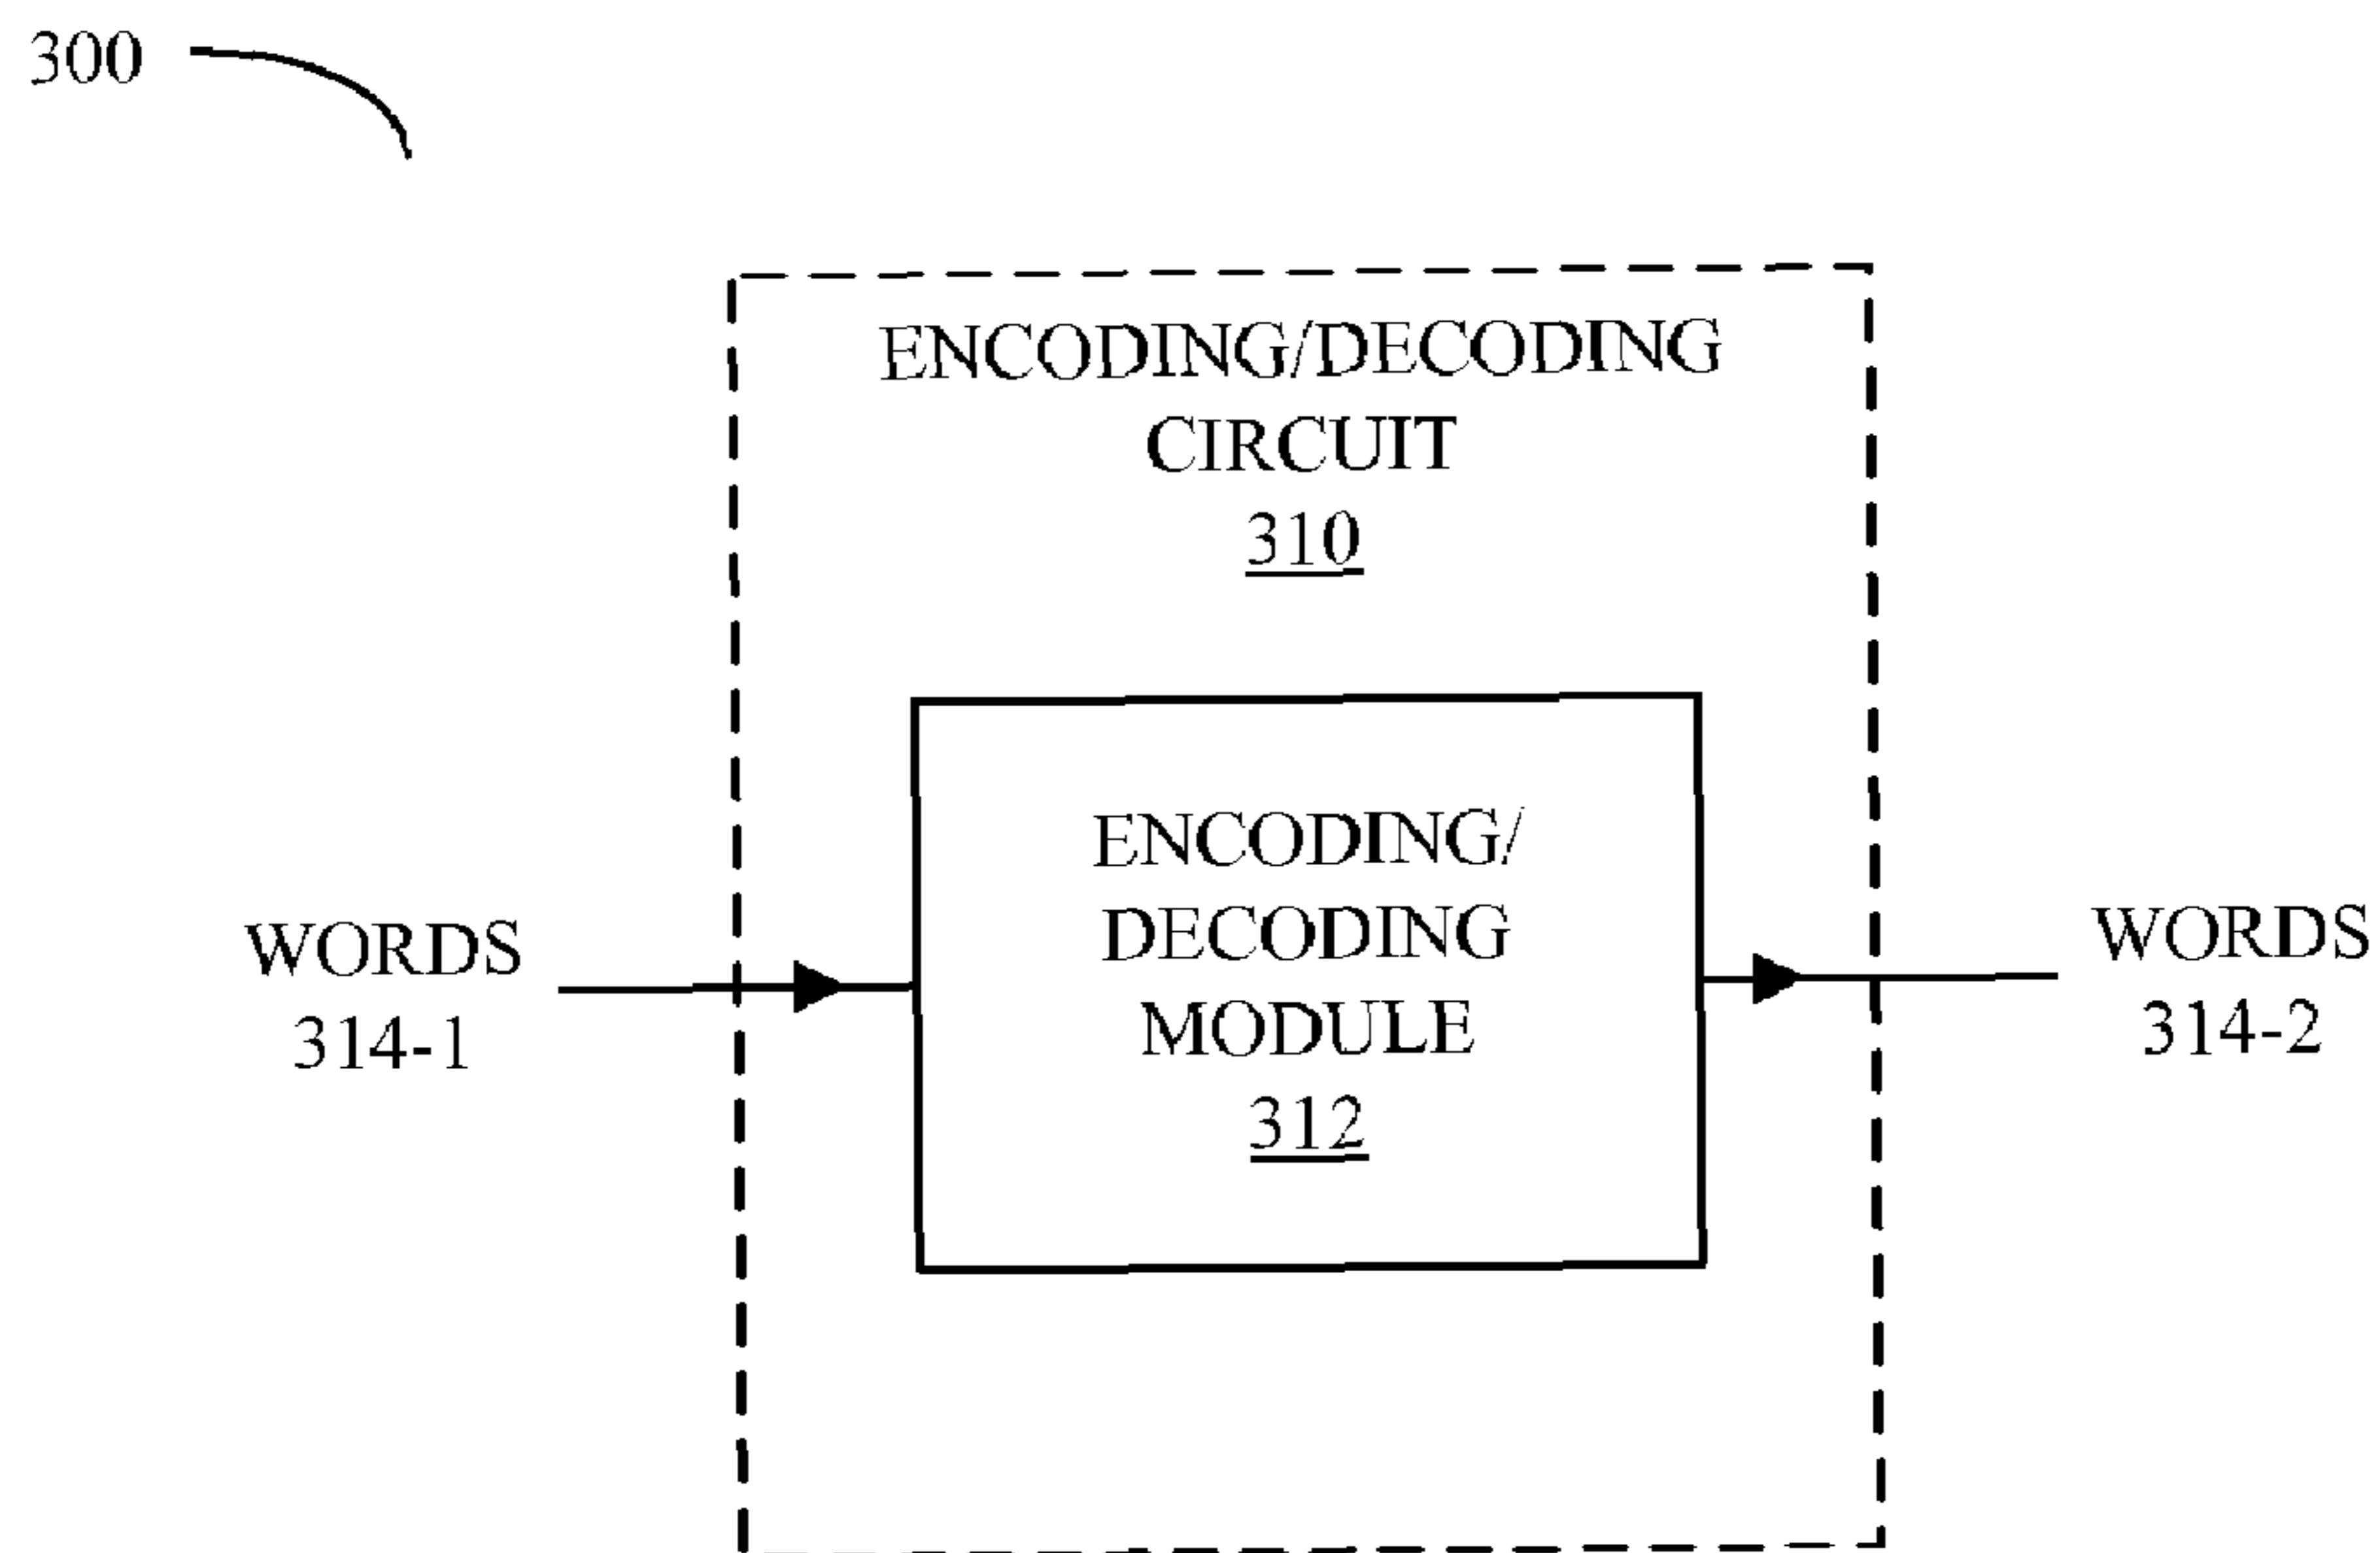 300
ENCODING/DECODING
CIRCUIT
310
ENCODING/
DECODING
MODULE
312
WORDS
314-1
WORDS
314-2